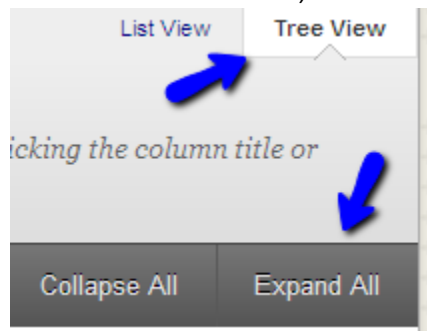 List View Tree View
icking the column title or
Collapse All Expand All